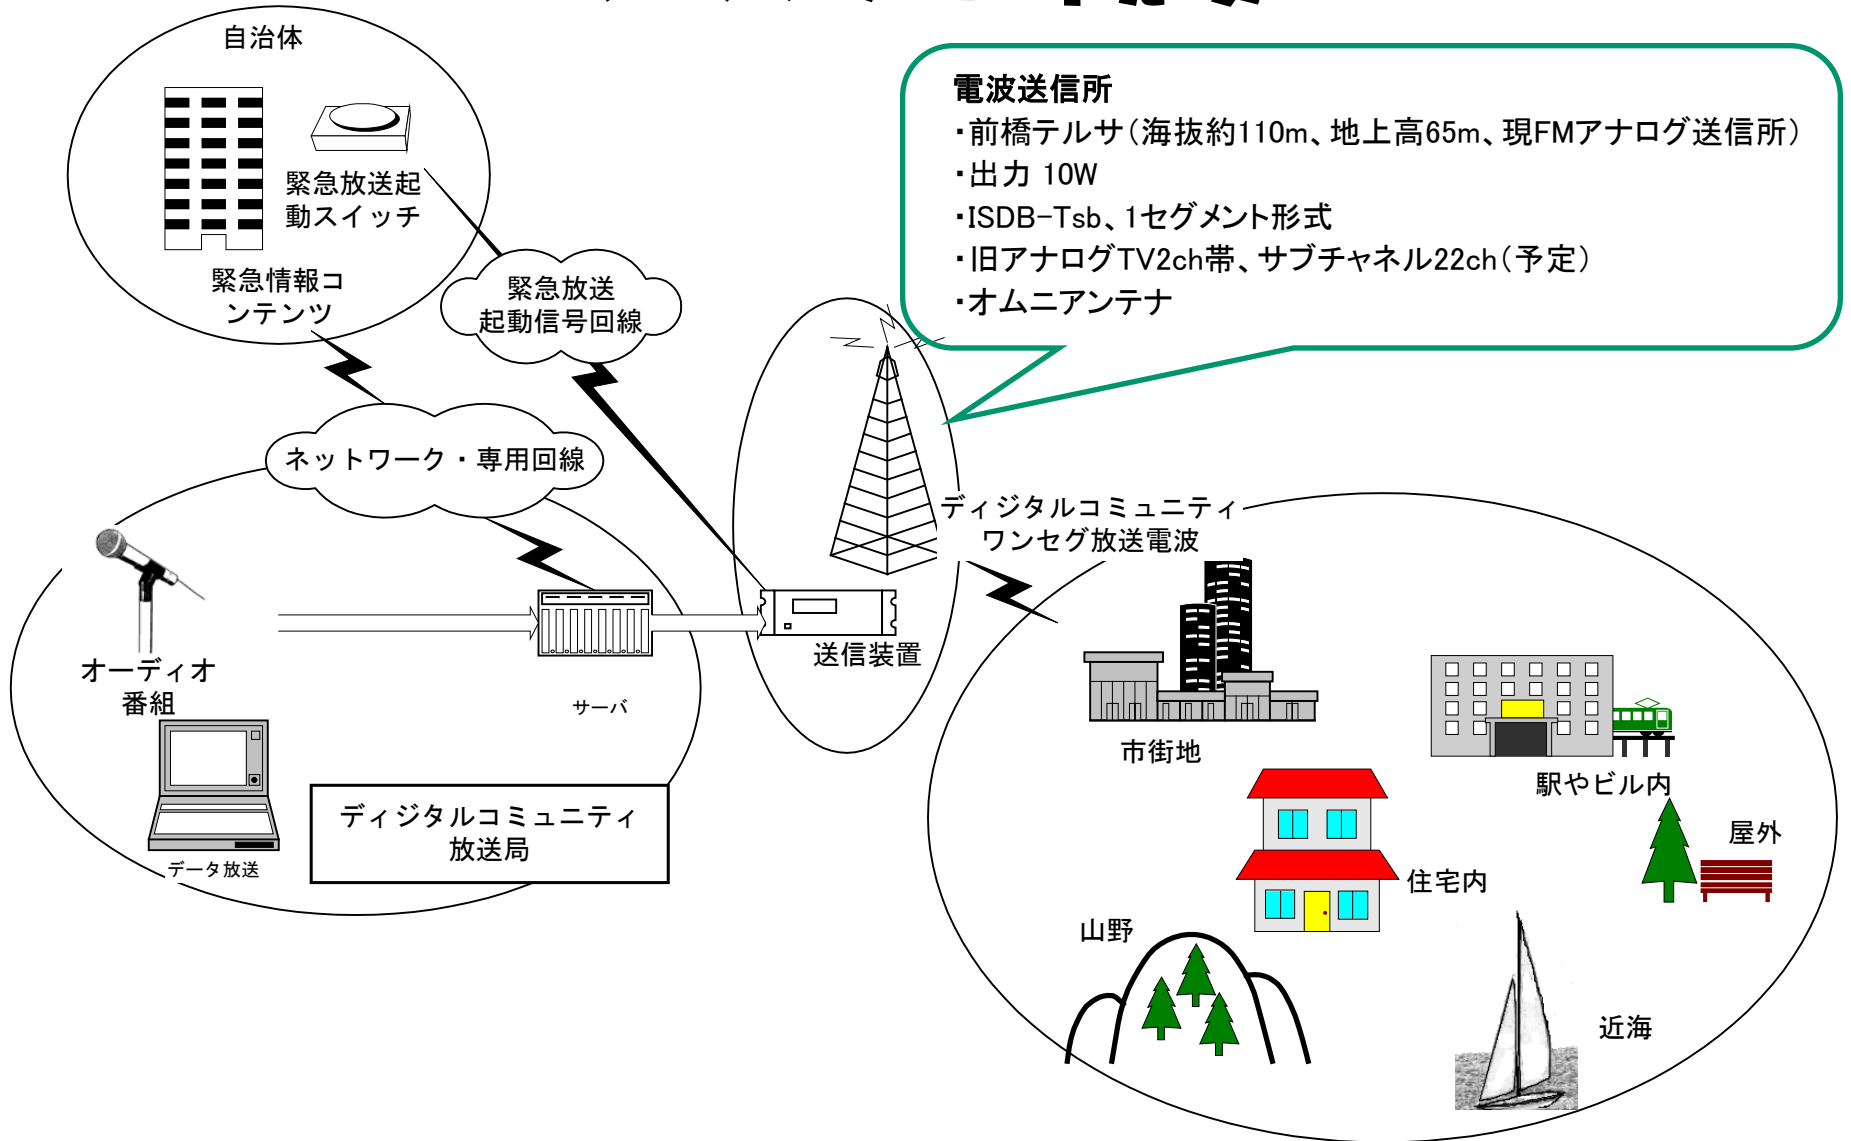 自治体
緊急放送起
動スイッチ
緊急情報コ
ンテンツ
緊急放送
起動信号回線
電波送信所
・前橋テルサ（海抜約110m、地上高65m、現FMアナログ送信所）
・出力 10W
・ISDB-Tsb、1セグメント形式
・旧アナログTV2ch帯、サブチャネル22ch（予定）
・オムニアンテナ
ネットワーク・専用回線
オーディオ
番組
データ放送
サーバ
ディジタルコミュニティ
放送局
送信装置
ディジタルコミュニティ
ワンセグ放送電波
市街地
駅やビル内
屋外
住宅内
山野
近海